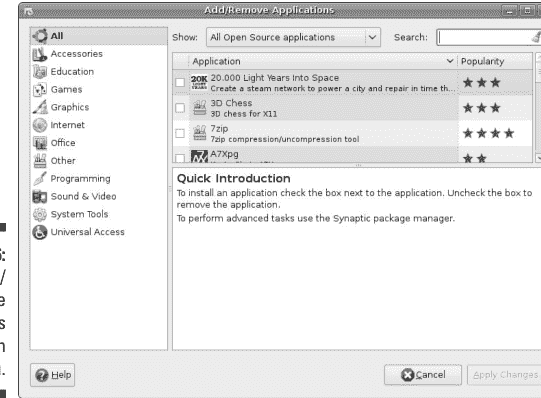 Add/Remove Applications
All
Accessories
Education
Games
Graphics
Internet
Office
Other
Programming
Sound & Video
System Tools
Universal Access
Show: All Open Source applications Search:
Application Popularity
20K LIGHT YEARS
20.000 Light Years Into Space
Create a steam network to power a city and repair in time th...
3D Chess
3D chess for X11
7zip
7zip compression/uncompression tool
A7Xpg
Quick Introduction
To install an application check the box next to the application. Uncheck the box to
remove the application.
To perform advanced tasks use the Synaptic package manager.
Help
Cancel
Apply Changes